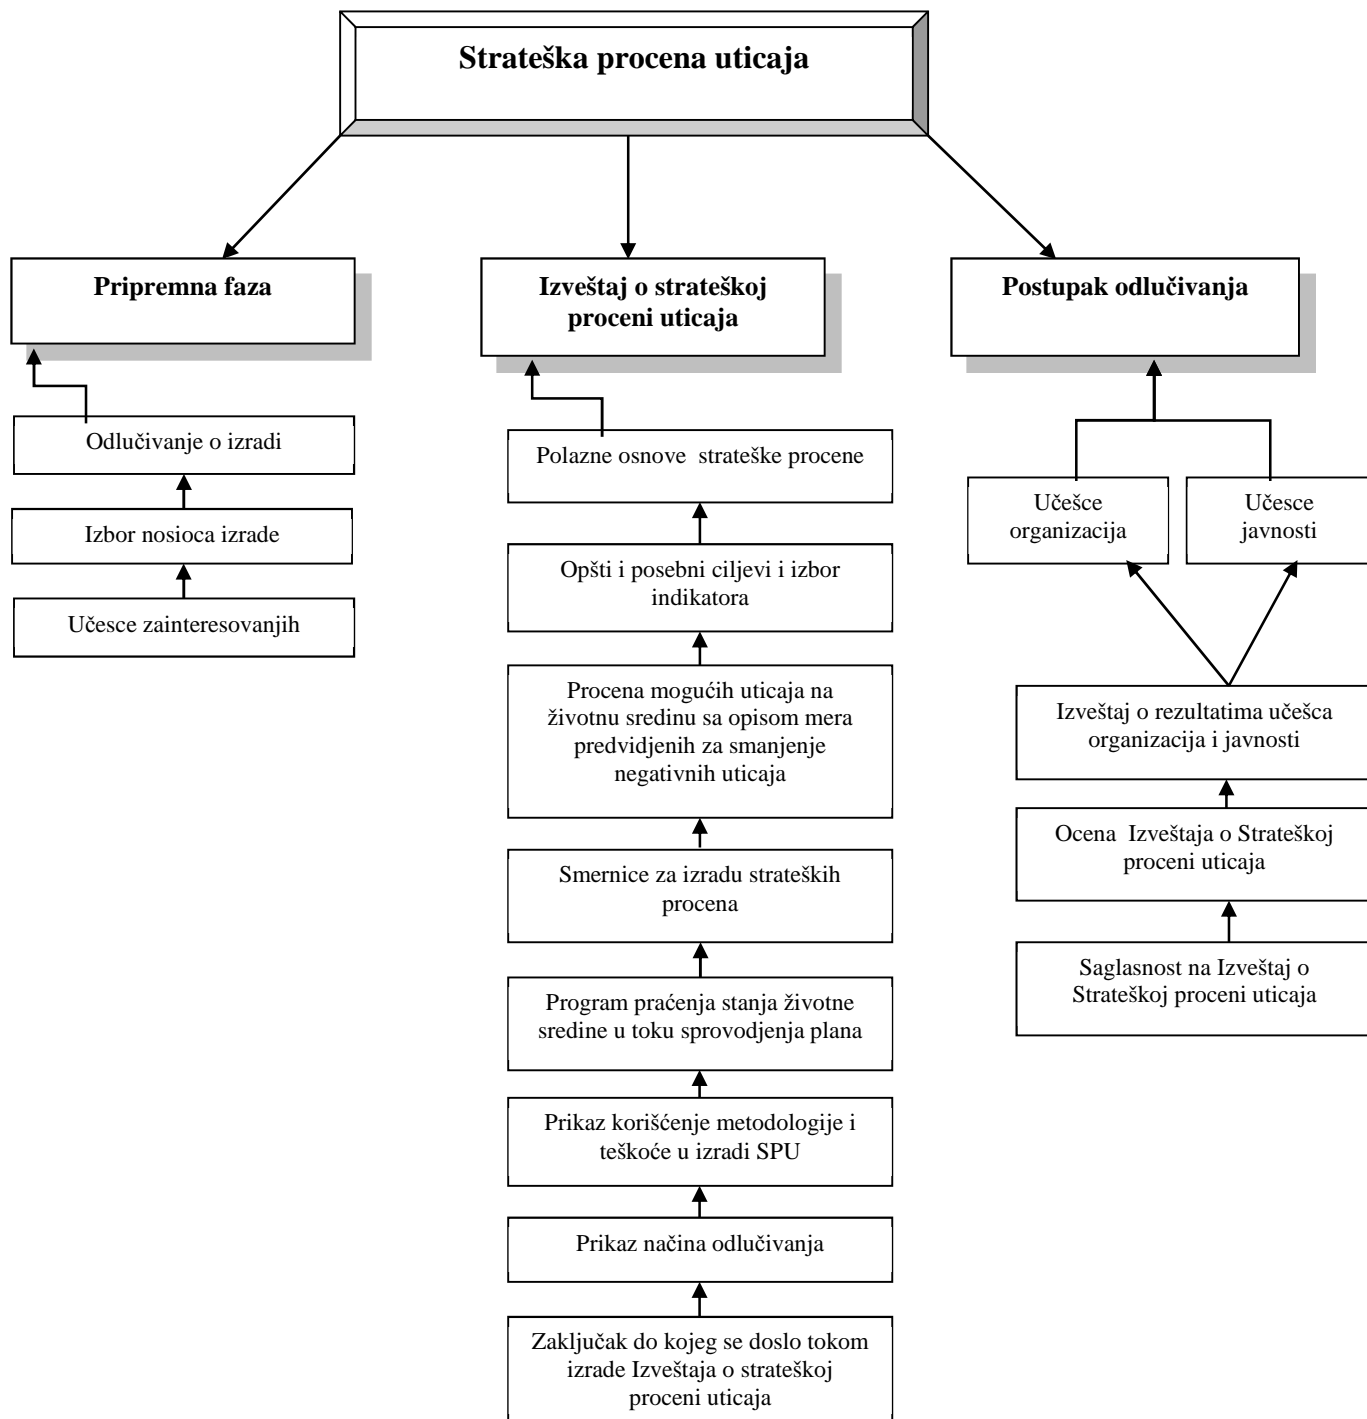 Strateška procena uticaja
Pripremna faza
Odlučivanje o izradi
Izbor nosioca izrade
Učesce zainteresovanjih
Izveštaj o strateškoj
proceni uticaja
Polazne osnove  strateške procene
Opšti i posebni ciljevi i izbor
indikatora
Procena mogućih uticaja na
životnu sredinu sa opisom mera
predvidjenih za smanjenje
negativnih uticaja
Smernice za izradu strateških
procena
Program praćenja stanja životne
sredine u toku sprovodjenja plana
Prikaz korišćenje metodologije i
teškoće u izradi SPU
Prikaz načina odlučivanja
Zaključak do kojeg se doslo tokom
izrade Izveštaja o strateškoj
proceni uticaja
Postupak odlučivanja
Učešce
organizacija
Učesce
javnosti
Izveštaj o rezultatima učešca
organizacija i javnosti
Ocena  Izveštaja o Strateškoj
proceni uticaja
Saglasnost na Izveštaj o
Strateškoj proceni uticaja